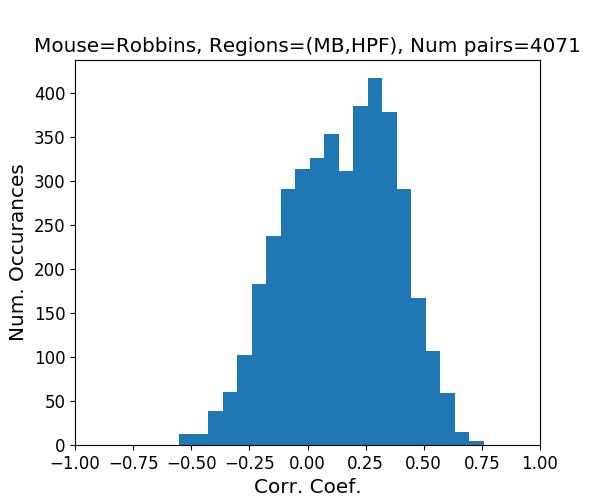 Mouse=Robbins, Regions=(MB,HPF), Num pairs=4071
Num. Occurances
400
350
300
250
200
150
100
50
0
−1.00 −0.75 −0.50 −0.25 0.00 0.25 0.50 0.75 1.00
Corr. Coef.